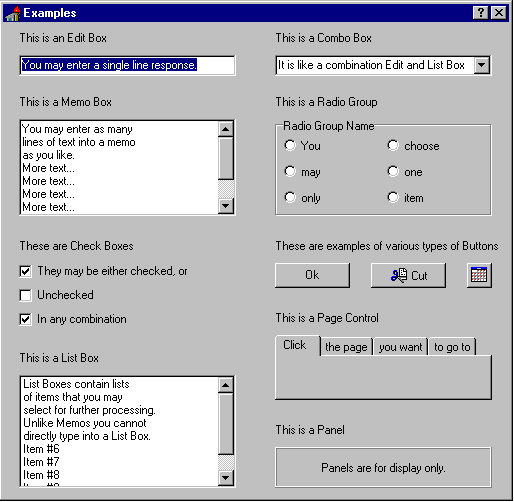 Examples
This is an Edit Box
You may enter a single line response.
This is a Memo Box
You may enter as many
lines of text into a memo
as you like.
More text...
More text...
More text...
More text...
These are Check Boxes
They may be either checked, or
Unchecked
In any combination
This is a List Box
List Boxes contain lists
of items that you may
select for further processing.
Unlike Memos you cannot
directly type into a List Box.
Item #6
Item #7
Item #8
This is a Combo Box
It is like a combination Edit and List Box
This is a Radio Group
Radio Group Name
You choose
may one
only item
These are examples of various types of Buttons
Ok Cut
This is a Page Control
Click the page you want to go to
This is a Panel
Panels are for display only.